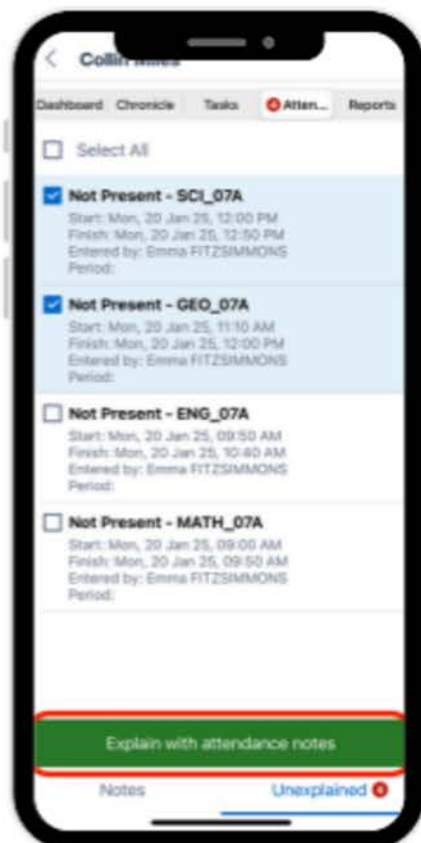 Collin Miles
Dashboard Chronicle Tasks 4 Atten... Reports
Select All
Not Present - SCI_07A
Start: Mon, 20 Jan 25, 12:00 PM
Finish: Mon, 20 Jan 25, 12:50 PM
Entered by: Emma FITZSIMMONS
Period:
Not Present - GEO_07A
Start: Mon, 20 Jan 25, 11:10 AM
Finish: Mon, 20 Jan 25, 12:00 PM
Entered by: Emma FITZSIMMONS
Period:
Not Present - ENG_07A
Start: Mon, 20 Jan 25, 09:50 AM
Finish: Mon, 20 Jan 25, 10:40 AM
Entered by: Emma FITZSIMMONS
Period:
Not Present - MATH_07A
Start: Mon, 20 Jan 25, 09:00 AM
Finish: Mon, 20 Jan 25, 09:50 AM
Entered by: Emma FITZSIMMONS
Period:
Explain with attendance notes
Notes Unexplained 4